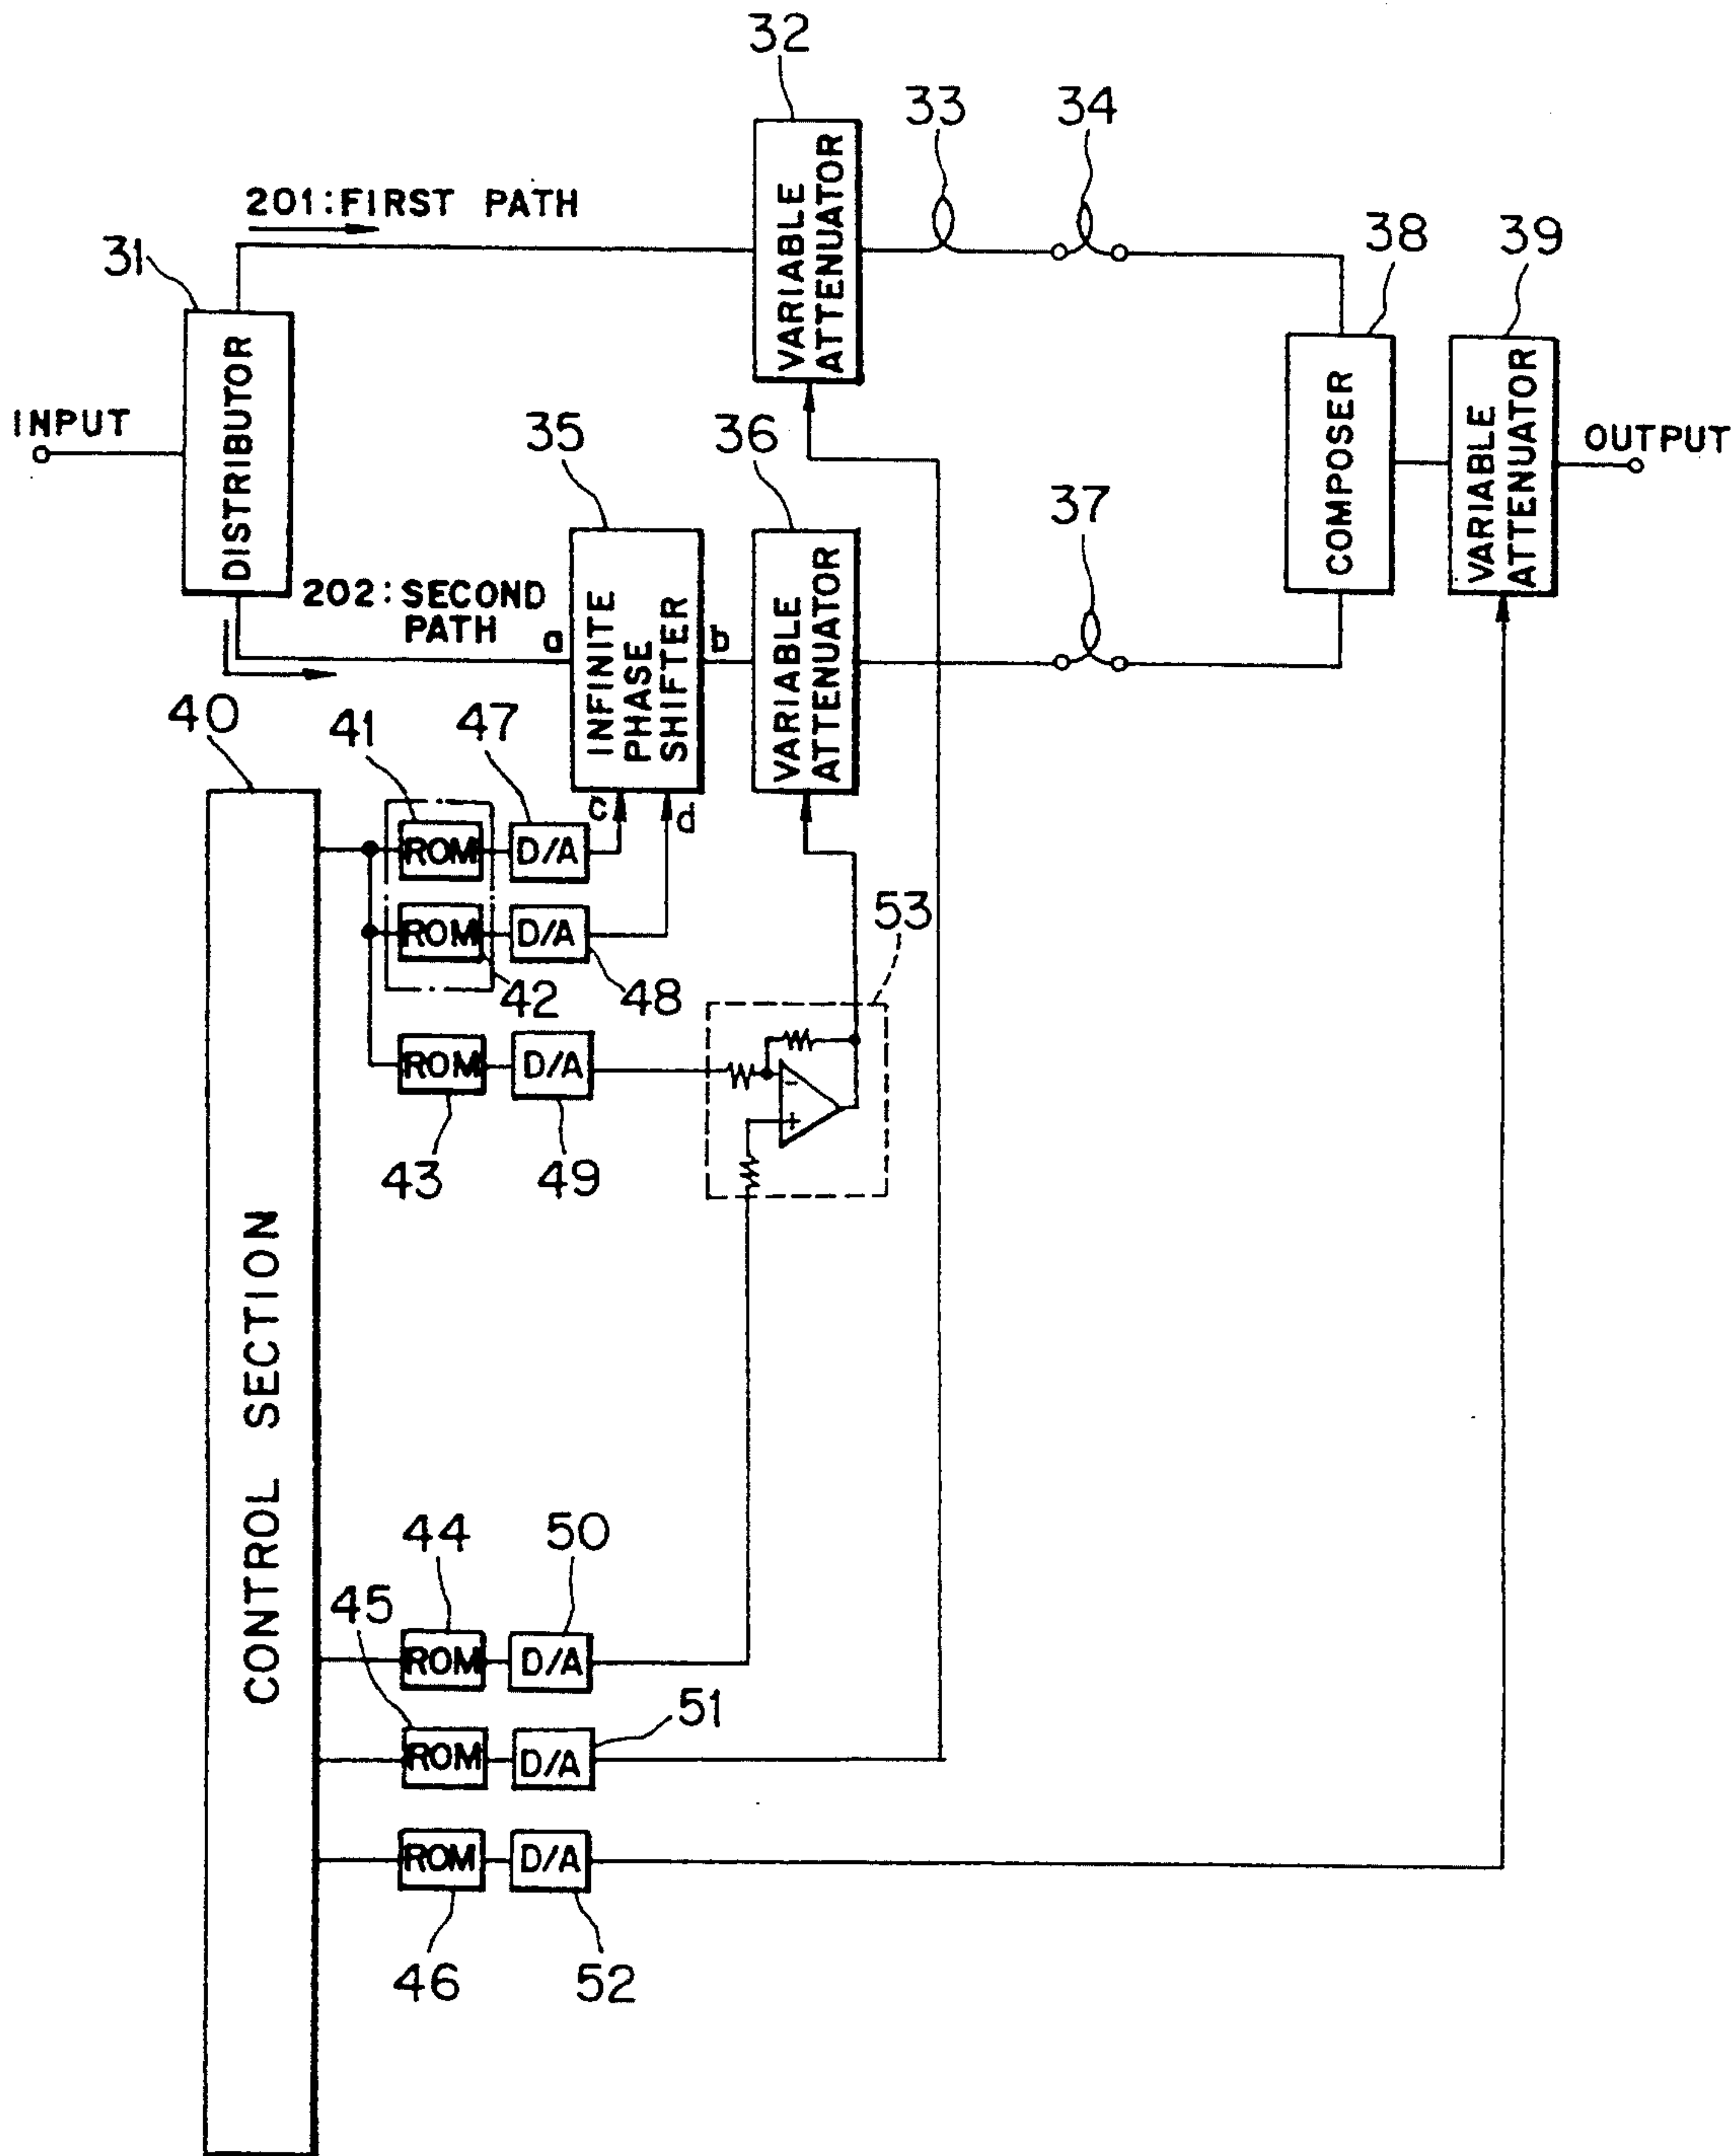 32
33
34
201:FIRST PATH
VARIABLE
ATTENUATOR
31
38
39
DISTRIBUTOR
INPUT
35
36
COMPOSER
VARIABLE
ATTENUATOR
OUTPUT
37
202:SECOND
PATH
a
INFINITE
PHASE
SHIFTER
b
VARIABLE
ATTENUATOR
40
41
47
c
d
ROM
D/A
53
ROM
D/A
42
48
ROM
D/A
-
+
43
49
CONTROL SECTION
44
50
45
ROM
D/A
51
ROM
D/A
ROM
D/A
46
52